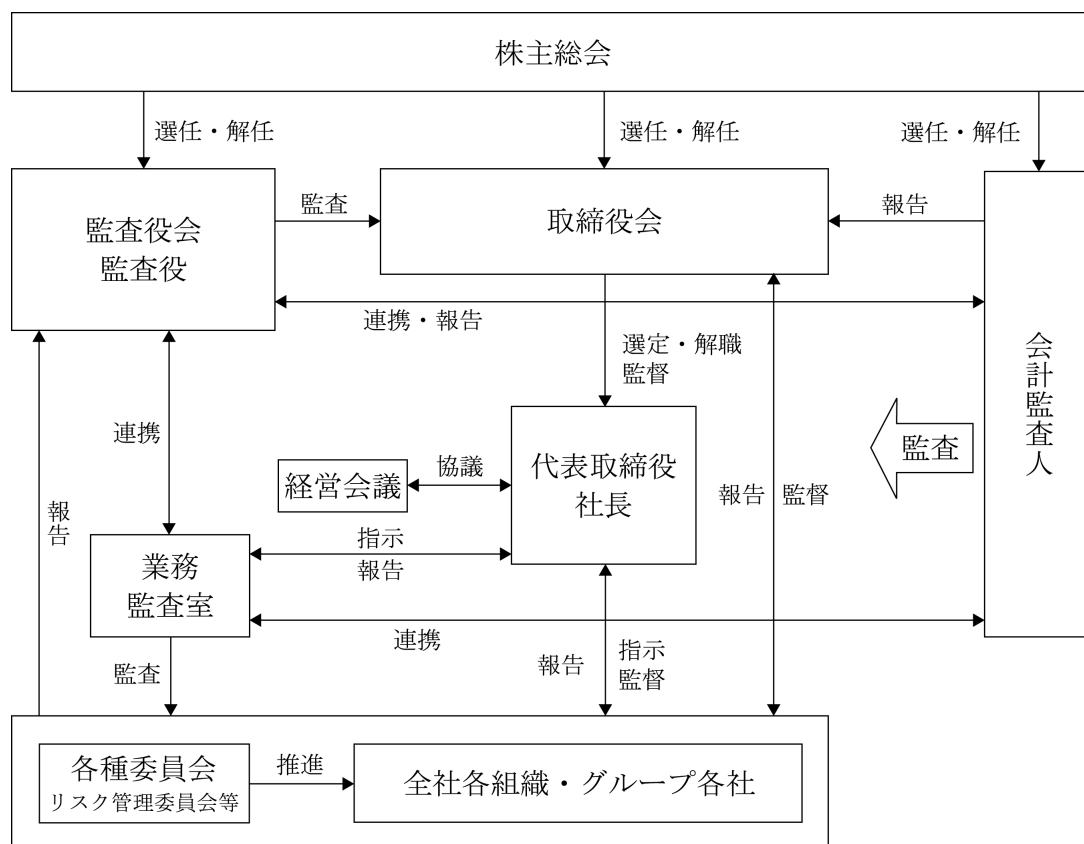 株主総会
選任・解任
選任・解任
選任・解任
監査役会
監査役
監査
取締役会
報告
連携・報告
選定・解職
監督
会計監査人
連携
経営会議
協議
代表取締役
社長
監査
報告
監督
報告
指示
報告
業務
監査室
連携
監査
報告
指示
監督
各種委員会
リスク管理委員会等
推進
全社各組織・グループ各社